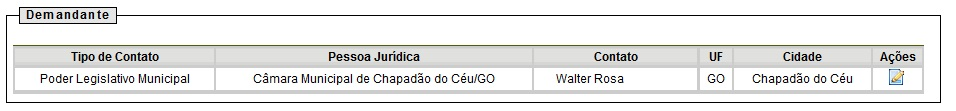 Demandante
Tipo de Contato Pessoa Jurídica Contato UF Cidade Ações
Poder Legislativo Municipal Câmara Municipal de Chapadão do Céu/GO Walter Rosa GO Chapadão do Céu